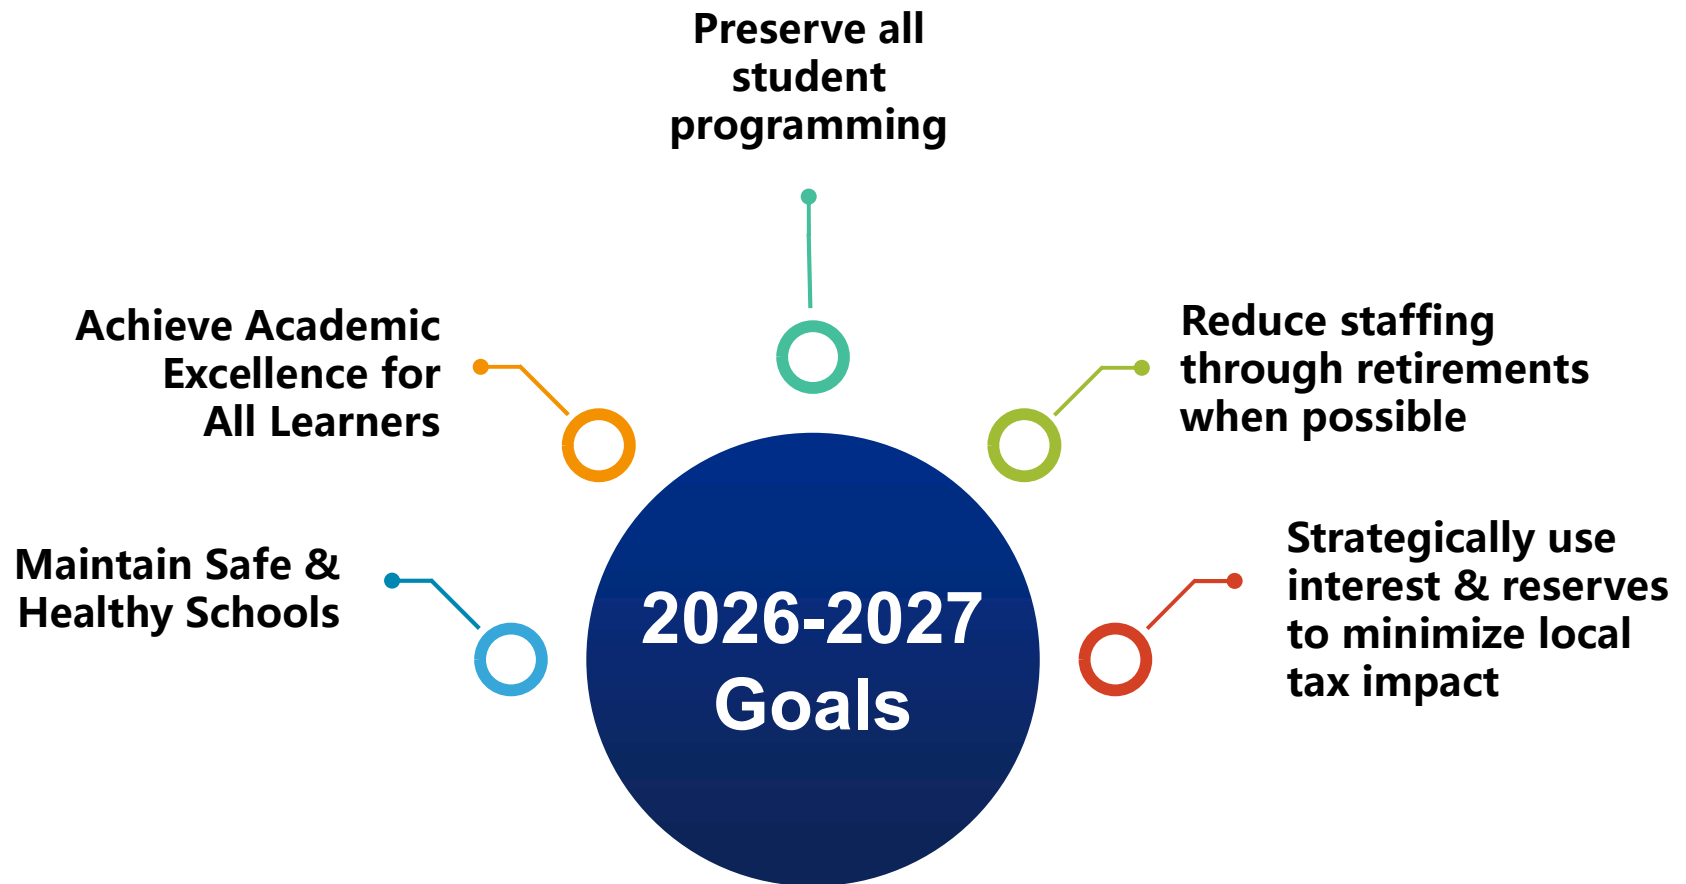 Preserve all
student
programming
Achieve Academic
Excellence for
All Learners
Reduce staffing
through retirements
when possible
Maintain Safe &
Healthy Schools
Strategically use
interest & reserves
to minimize local
tax impact
2026-2027
Goals